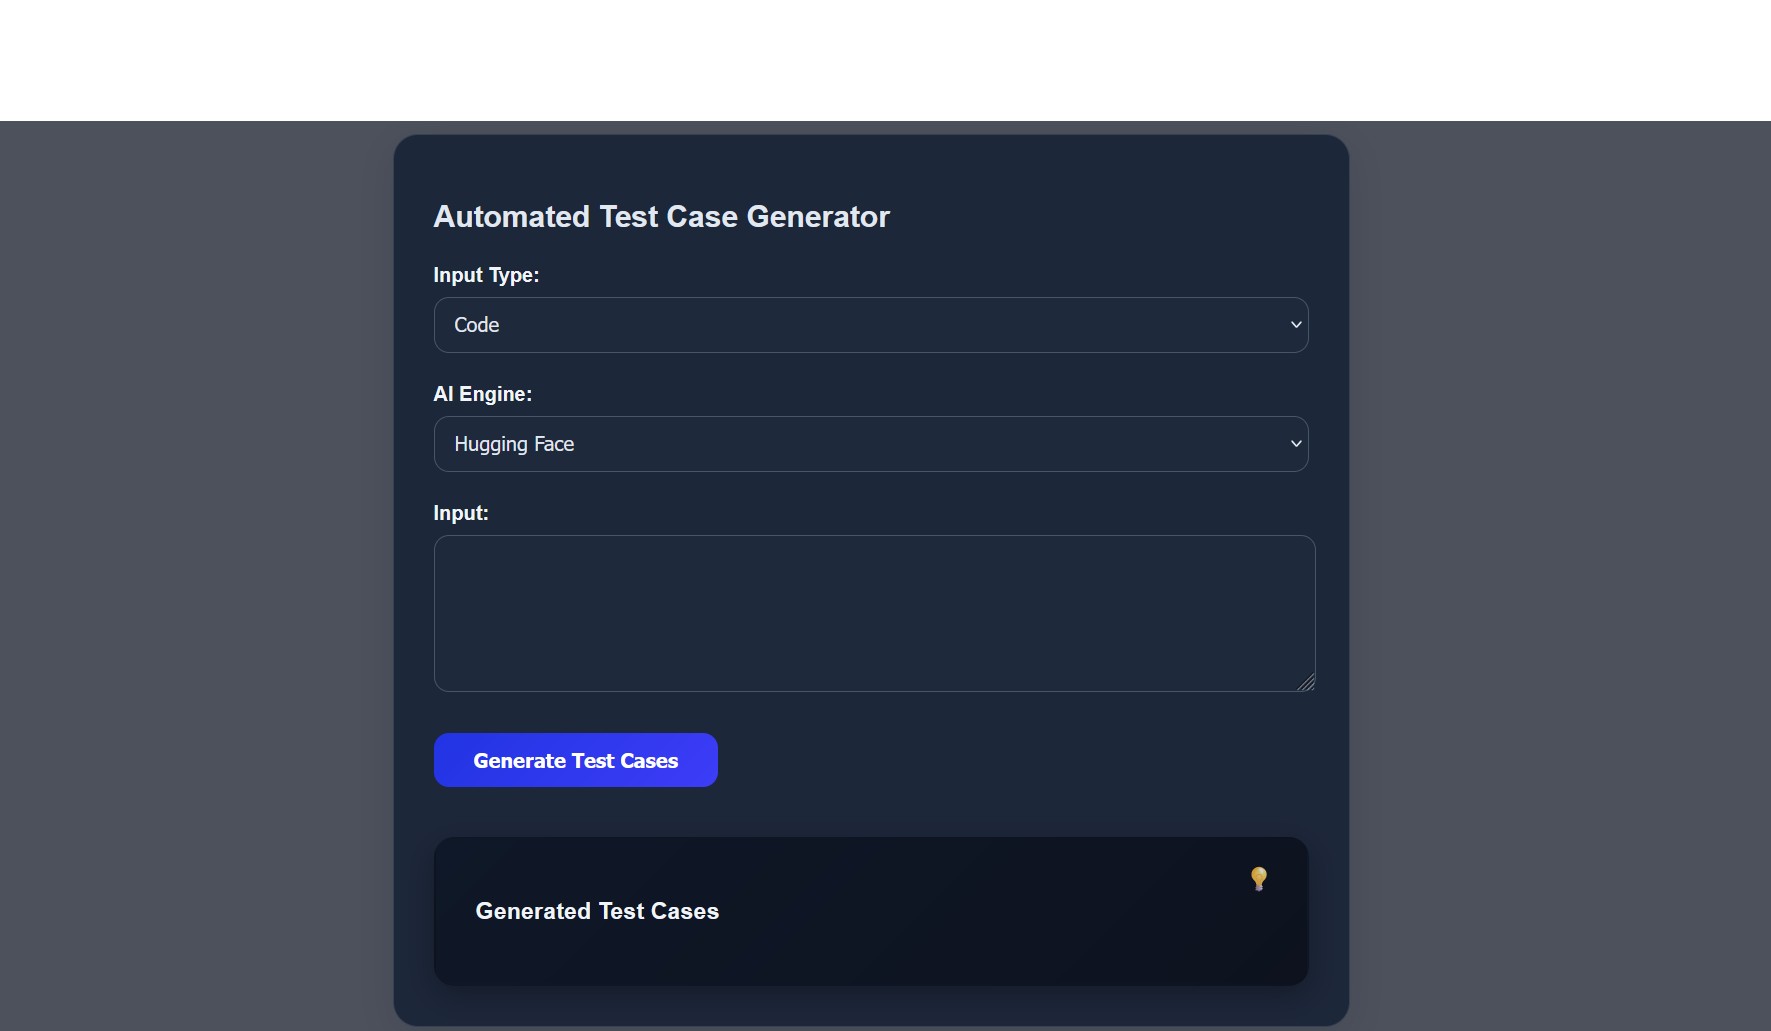 Automated Test Case Generator
Input Type:
Code
AI Engine:
Hugging Face
Input:
Generate Test Cases
Generated Test Cases